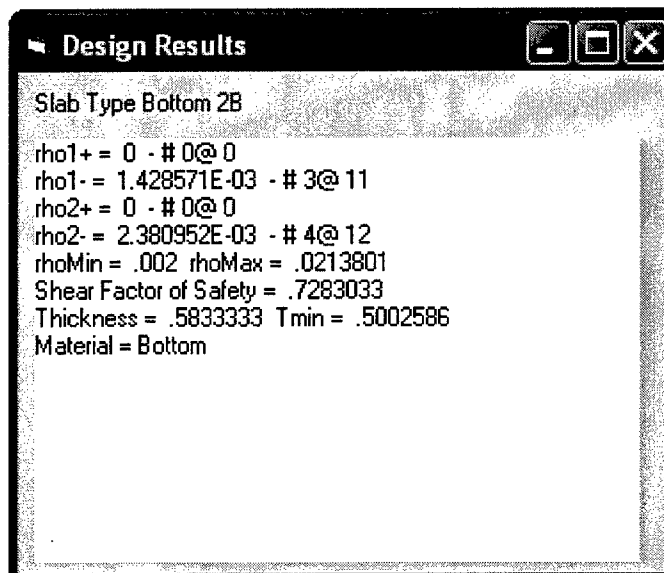 Design Results
Slab Type Bottom 2B
rho1+ = 0 - # 0@ 0
rho1- = 1.428571E-03 - # 3@ 11
rho2+ = 0 - # 0@ 0
rho2- = 2.380952E-03 - # 4@ 12
rhoMin = .002 rhoMax = .0213801
Shear Factor of Safety = .7283033
Thickness = .5833333 Tmin = .5002586
Material = Bottom